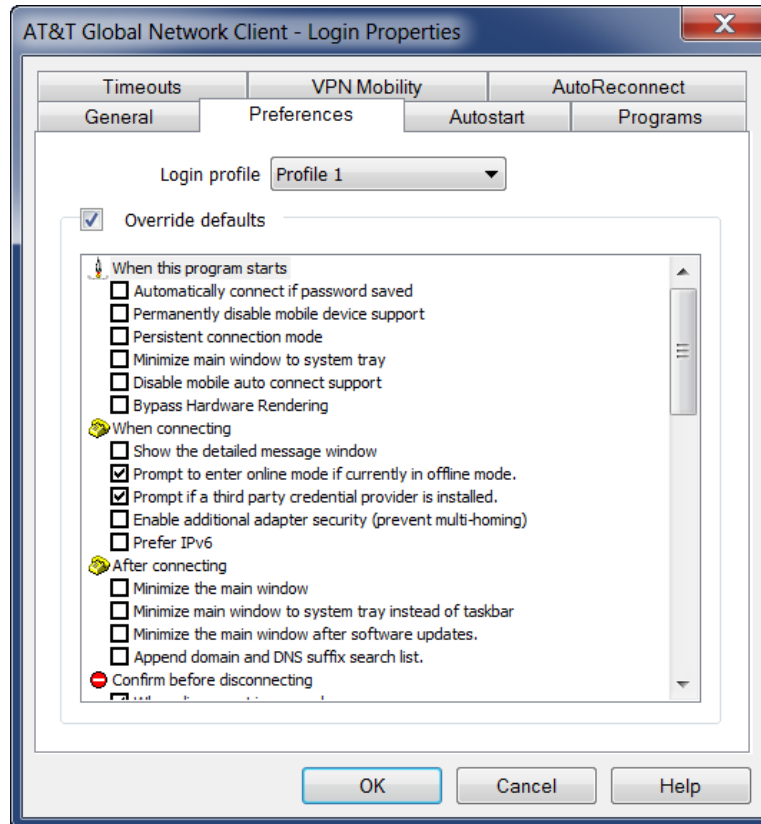 AT&T Global Network Client - Login Properties
Timeouts VPN Mobility AutoReconnect
General Preferences Autostart Programs
Login profile Profile 1
Override defaults
When this program starts
Automatically connect if password saved
Permanently disable mobile device support
Persistent connection mode
Minimize main window to system tray
Disable mobile auto connect support
Bypass Hardware Rendering
When connecting
Show the detailed message window
Prompt to enter online mode if currently in offline mode.
Prompt if a third party credential provider is installed.
Enable additional adapter security (prevent multi-homing)
Prefer IPv6
After connecting
Minimize the main window
Minimize main window to system tray instead of taskbar
Minimize the main window after software updates.
Append domain and DNS suffix search list.
Confirm before disconnecting
OK Cancel Help